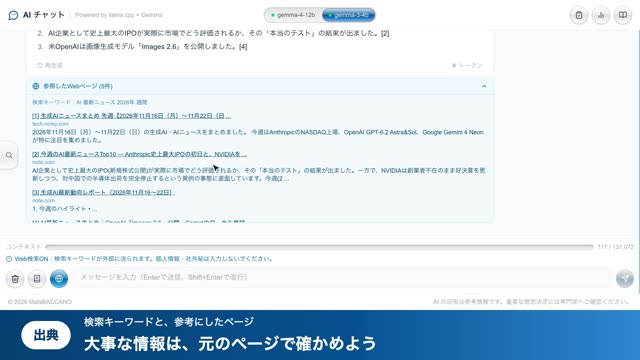 AI チャット
Powered by llama.cpp + Gemma
gemma-4-12b
2. AI企業として史上最大のIPOが実際に市場でどう評価されるか、その「本当のテスト」の結果が出ました。[2]
3. 米OpenAIは画像生成モデル「Images 2.6」を公開しました。[4]
再生成
トークン
参照したWebページ (5件)
検索キーワード：AI 最新ニュース 2026年 週間
[1] 生成AIニュースまとめ 先週【2026年11月16日（月）〜11月22日（日 ...
tech-noisy.com
2026年11月16日（月）〜11月22日（日）の生成AI・AIニュースをまとめました。 今週はAnthropicのNASDAQ上場、OpenAI GPT-6.2 Astra&Sol、Google Gemini 4 Neonが特に注目を集めました。
[2] 今週のAI最新ニュースTop10 — Anthropic史上最大IPOの初日と、NVIDIAを ...
note.com
AI企業として史上最大のIPO(新規株式公開)が実際に市場でどう評価されるか、その「本当のテスト」の結果が出ました。一方で、NVIDIAは創業者不在のまま好決算を更新しつつ、対中国での半導体出荷を完全停止するという異例の事態に直面しています。今週(2 ...
[3] 生成AI最新動向レポート（2026年11月16〜22日）
note.com
1. 今週のハイライト • ...
コンテキスト
117 / 131,072
Web検索ON：検索キーワードが外部に送られます。個人情報・社外秘は入力しないでください。
メッセージを入力（Enterで送信、Shift+Enterで改行）
© 2026 MatsBACCANO
AI の回答は参考情報です。重要な意思決定には専門家へご確認ください。
出典
検索キーワードと、参考にしたページ
大事な情報は、元のページで確かめよう